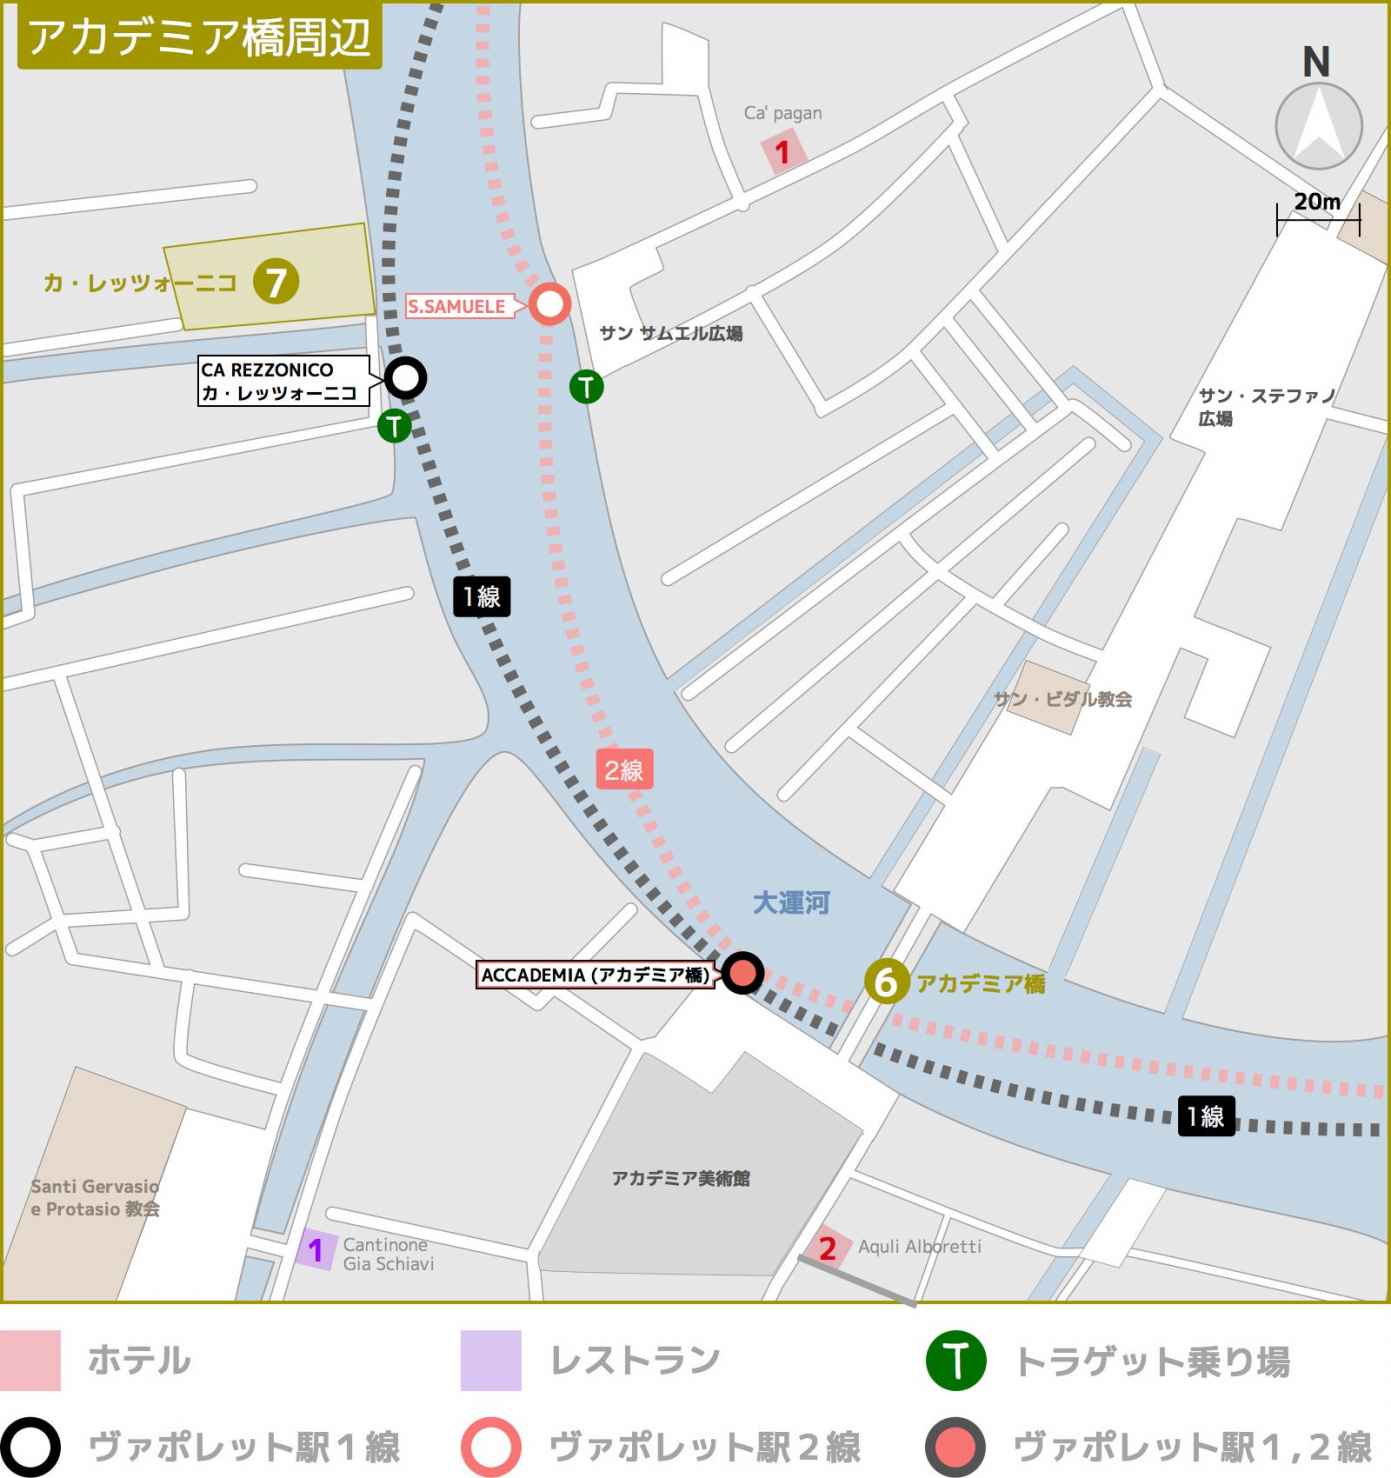 アカデミア橋周辺
N
20m
Ca' pagan
1
カ・レッツォーニコ
7
S.SAMUELE
サン サムエル広場
CA REZZONICO
カ・レッツォーニコ
T
T
サン・ステファノ
広場
1線
サン・ビダル教会
2線
大運河
ACCADEMIA (アカデミア橋)
6
アカデミア橋
1線
アカデミア美術館
Santi Gervasio
e Protasio 教会
1
Cantinone
Gia Schiavi
2
Aquli Alboretti
ホテル
レストラン
T
トラゲット乗り場
ヴァポレット駅１線
ヴァポレット駅２線
ヴァポレット駅１,２線